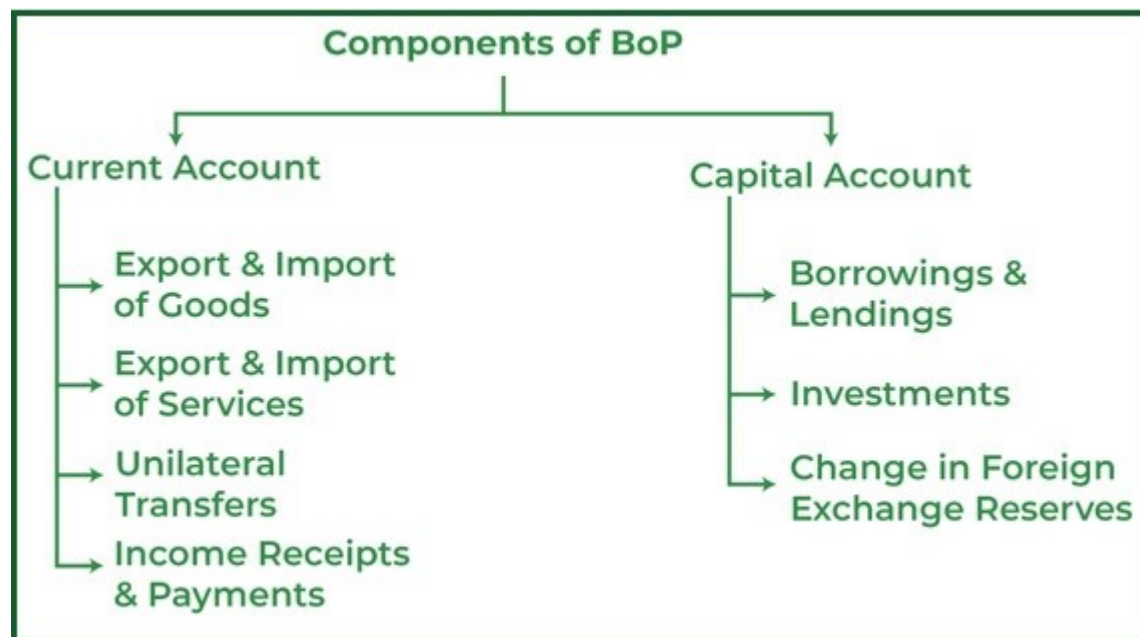 Components of BoP
Current Account
Export & Import
of Goods
Export & Import
of Services
Unilateral
Transfers
Income Receipts
& Payments
Capital Account
Borrowings &
Lendings
Investments
Change in Foreign
Exchange Reserves